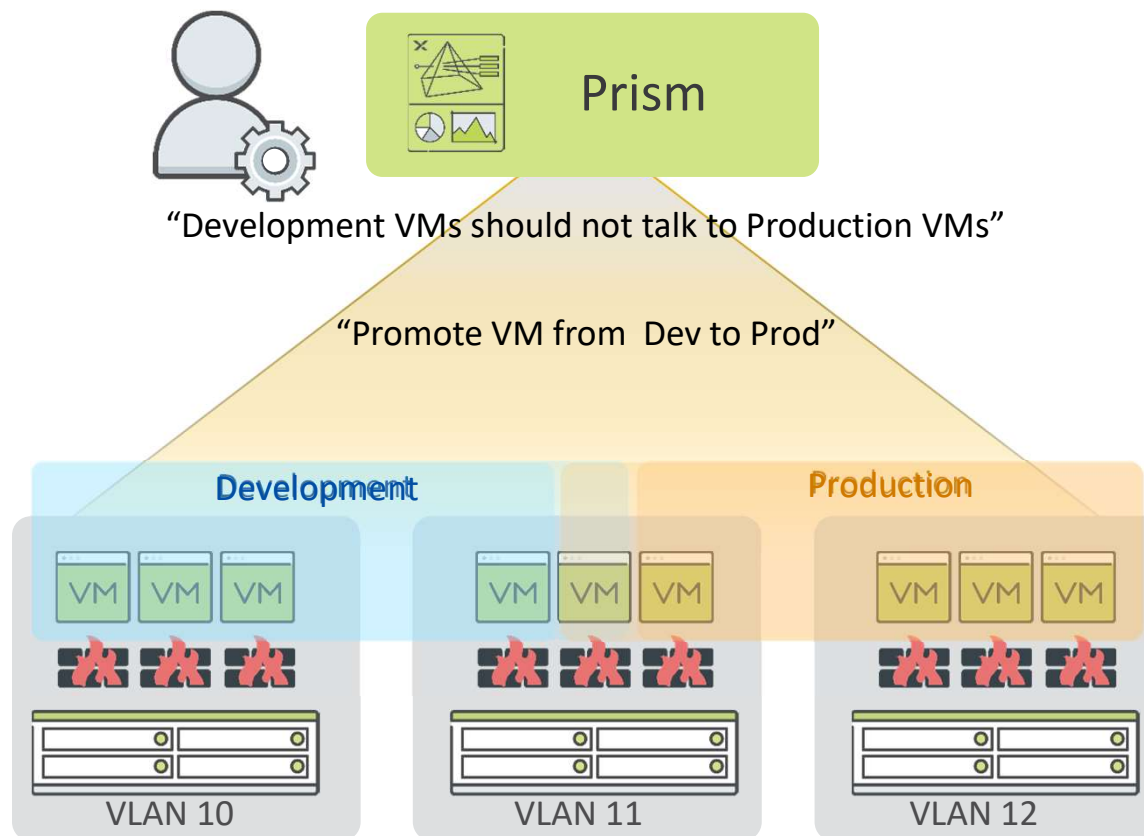 Prism
“Development VMs should not talk to Production VMs”
“Promote VM from Dev to Prod”
Development
Production
VM VM VM
VM VM VM
VM VM VM
VLAN 10
VLAN 11
VLAN 12